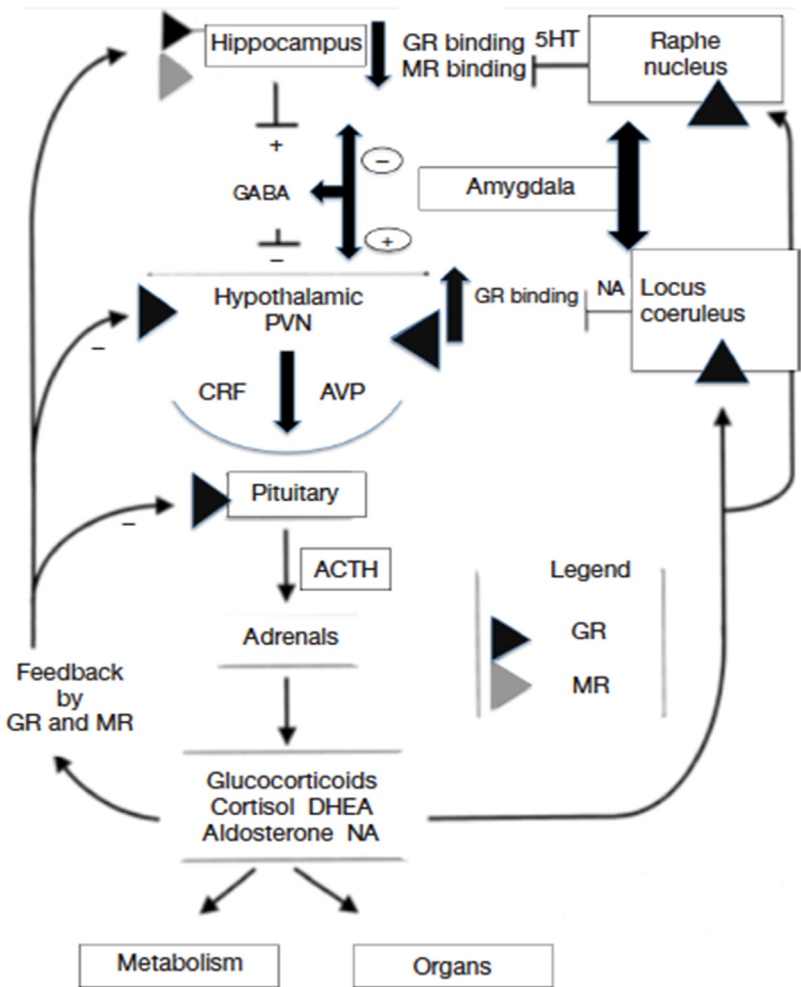 Hippocampus
GR binding
MR binding
5HT
Raphe
nucleus
+
−
GABA
Amygdala
+
−
Hypothalamic
PVN
GR binding
NA
Locus
coeruleus
−
CRF
AVP
Pituitary
−
ACTH
Adrenals
Legend
GR
MR
Feedback
by
GR and MR
Glucocorticoids
Cortisol DHEA
Aldosterone NA
Metabolism
Organs